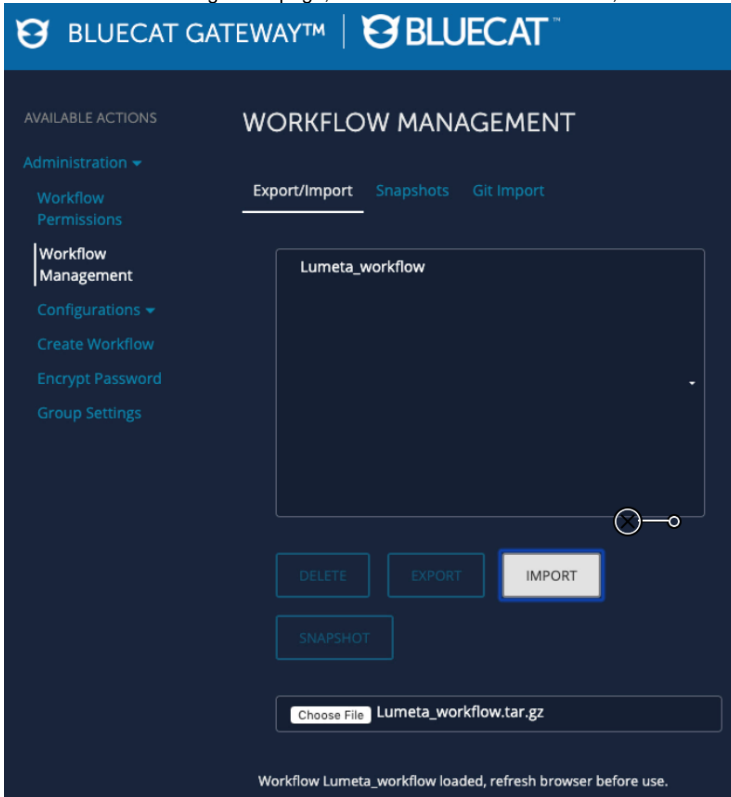 BLUECAT GATEWAY™ | BLUECAT™
AVAILABLE ACTIONS
Administration
Workflow
Permissions
Workflow
Management
Configurations
Create Workflow
Encrypt Password
Group Settings
WORKFLOW MANAGEMENT
Export/Import Snapshots Git Import
Lumeta_workflow
DELETE EXPORT IMPORT
SNAPSHOT
Choose File Lumeta_workflow.tar.gz
Workflow Lumeta_workflow loaded, refresh browser before use.